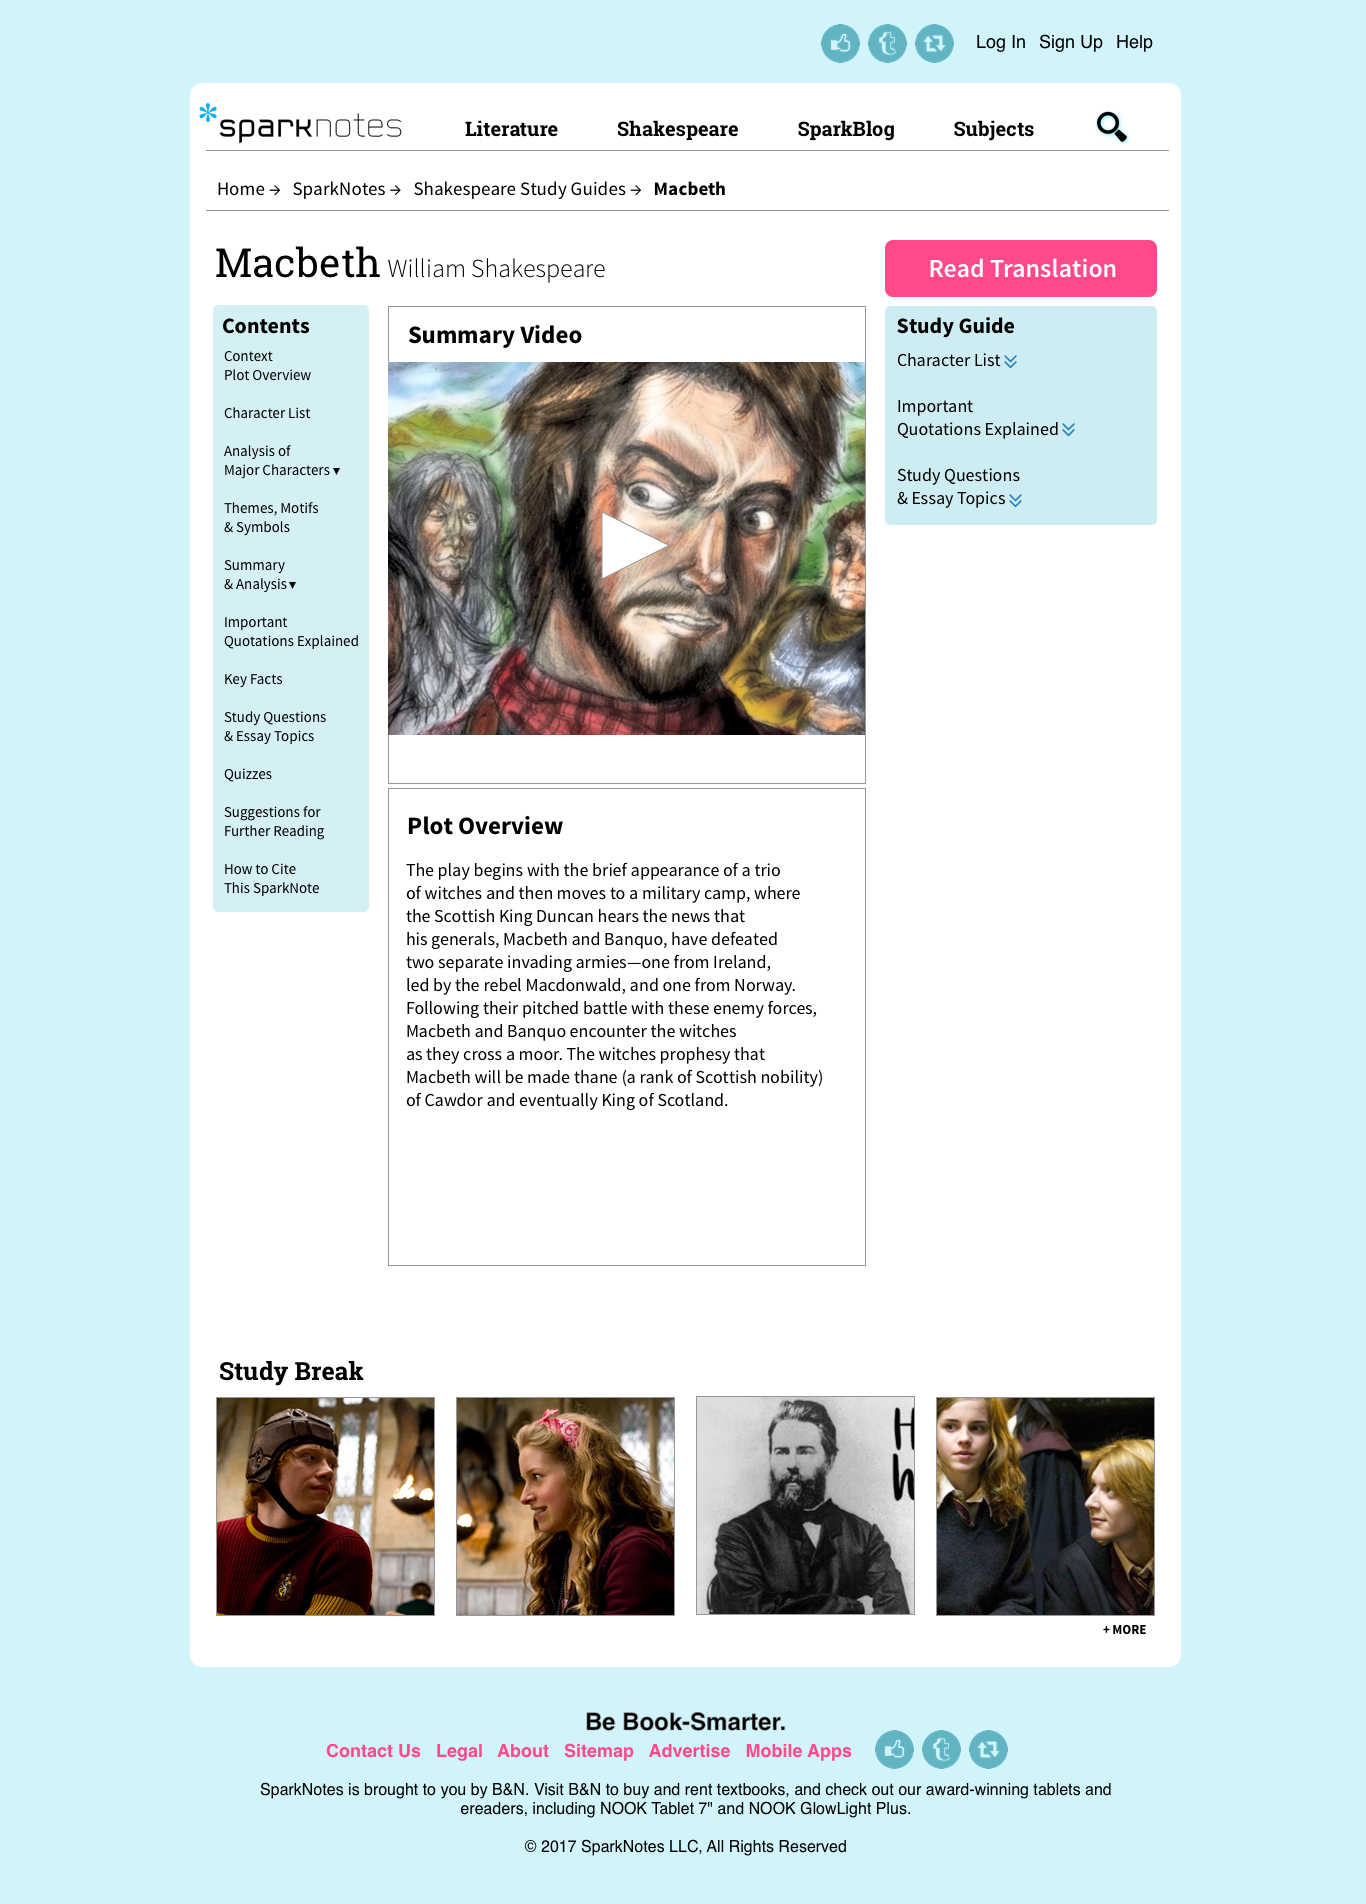 Log In Sign Up Help
*sparknotes
Literature Shakespeare SparkBlog Subjects
Home → SparkNotes → Shakespeare Study Guides → Macbeth
Macbeth William Shakespeare
Read Translation
Contents
Context
Plot Overview
Character List
Analysis of
Major Characters ▾
Themes, Motifs
& Symbols
Summary
& Analysis ▾
Important
Quotations Explained
Key Facts
Study Questions
& Essay Topics
Quizzes
Suggestions for
Further Reading
How to Cite
This SparkNote
Summary Video
Plot Overview
The play begins with the brief appearance of a trio
of witches and then moves to a military camp, where
the Scottish King Duncan hears the news that
his generals, Macbeth and Banquo, have defeated
two separate invading armies—one from Ireland,
led by the rebel Macdonwald, and one from Norway.
Following their pitched battle with these enemy forces,
Macbeth and Banquo encounter the witches
as they cross a moor. The witches prophesy that
Macbeth will be made thane (a rank of Scottish nobility)
of Cawdor and eventually King of Scotland.
Study Guide
Character List
Important
Quotations Explained
Study Questions
& Essay Topics
Study Break
+ MORE
Be Book-Smarter.
Contact Us Legal About Sitemap Advertise Mobile Apps
SparkNotes is brought to you by B&N. Visit B&N to buy and rent textbooks, and check out our award-winning tablets and
ereaders, including NOOK Tablet 7" and NOOK GlowLight Plus.
© 2017 SparkNotes LLC, All Rights Reserved